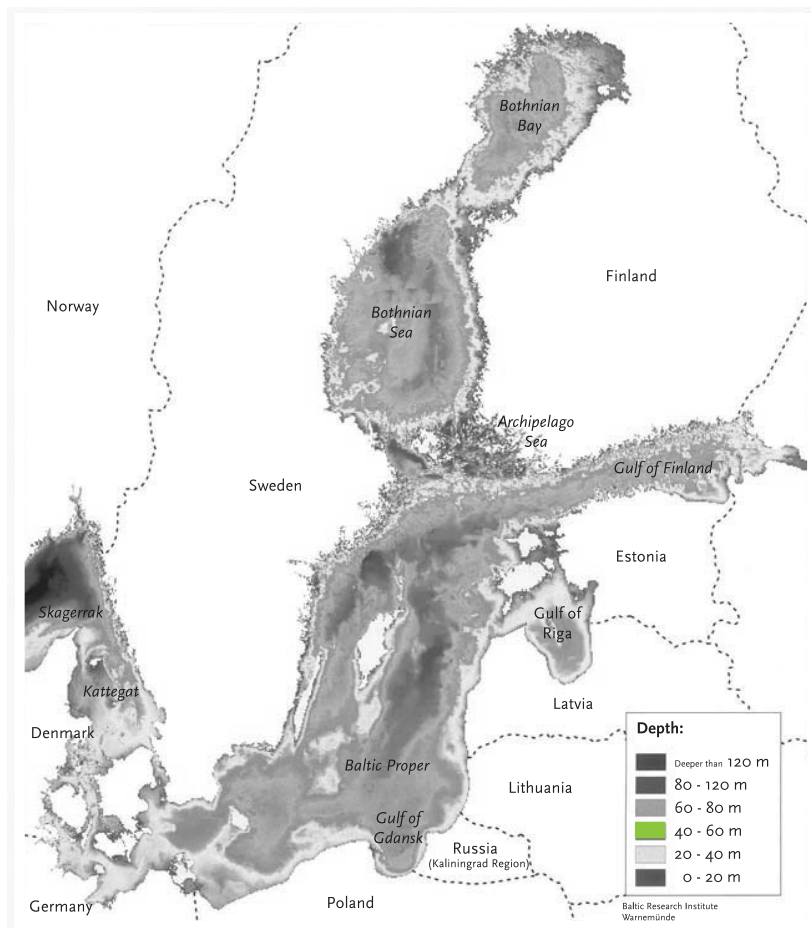 Bothnian
Bay
Norway
Finland
Bothnian
Sea
Archipelago
Sea
Gulf of Finland
Sweden
Estonia
Skagerrak
Gulf of
Riga
Kattegat
Latvia
Denmark
Baltic Proper
Lithuania
Gulf of
Gdansk
Russia
(Kaliningrad Region)
Poland
Germany
Depth:
Deeper than 120 m
80 - 120 m
60 - 80 m
40 - 60 m
20 - 40 m
0 - 20 m
Baltic Research Institute
Warnemünde